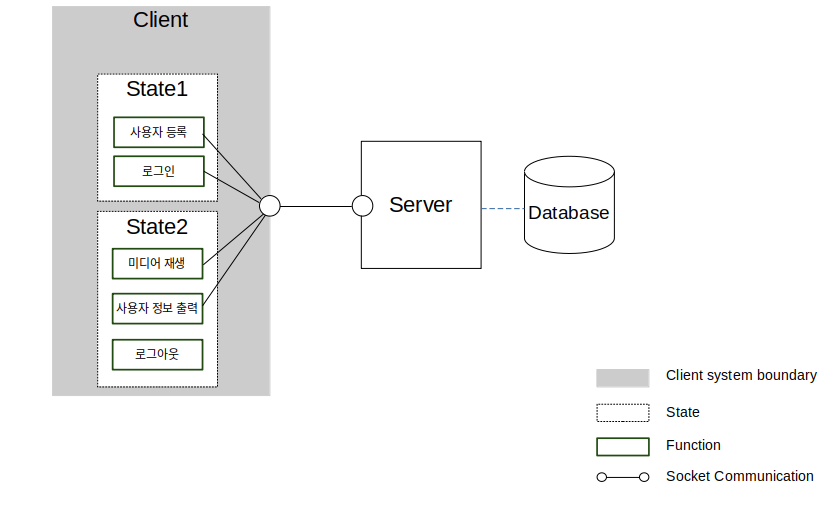 Client
State1
사용자 등록
로그인
State2
미디어 재생
사용자 정보 출력
로그아웃
Server
Database
Client system boundary
State
Function
Socket Communication